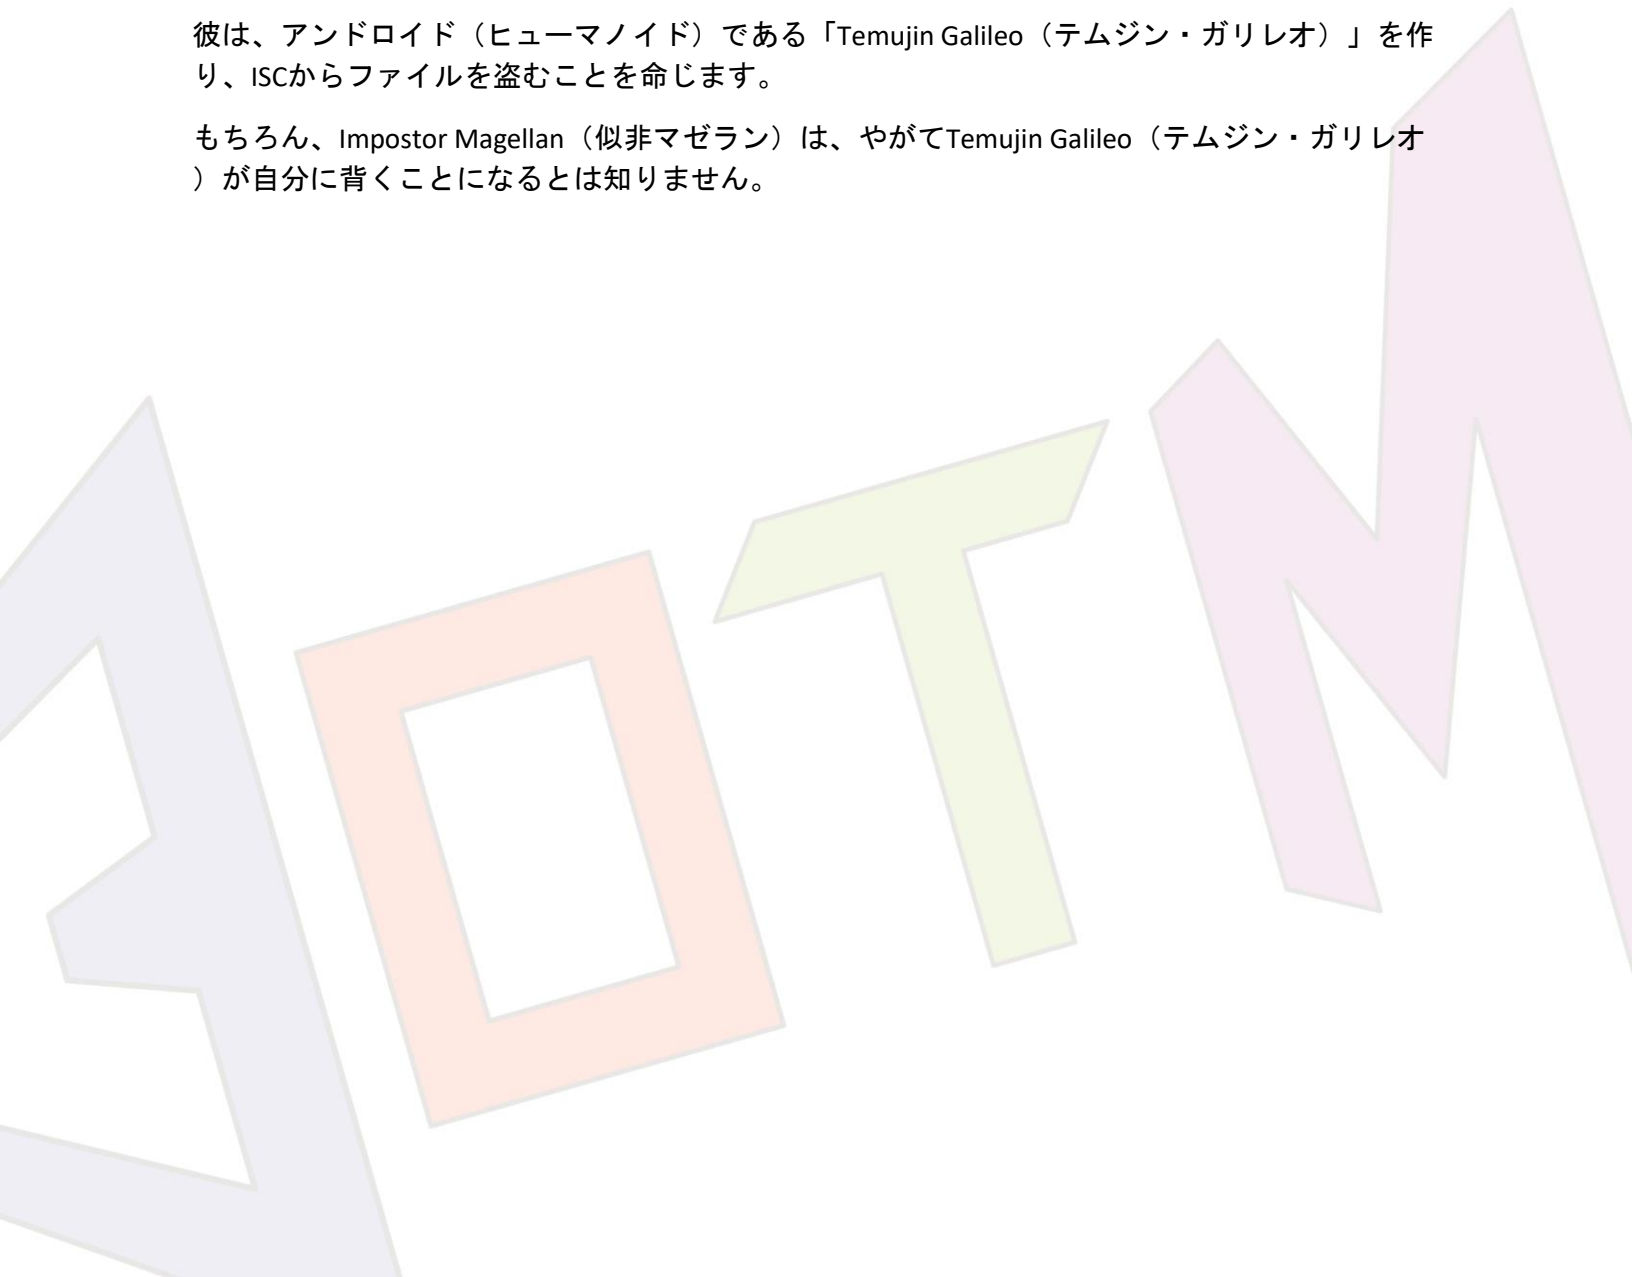 彼は、アンドロイド（ヒューマノイド）である「Temujin Galileo（テムジン・ガリレオ）」を作
り、ISCからファイルを盗むことを命じます。
もちろん、Impostor Magellan（似非マゼラン）は、やがてTemujin Galileo（テムジン・ガリレオ
）が自分に背くことになるとは知りません。
OTM